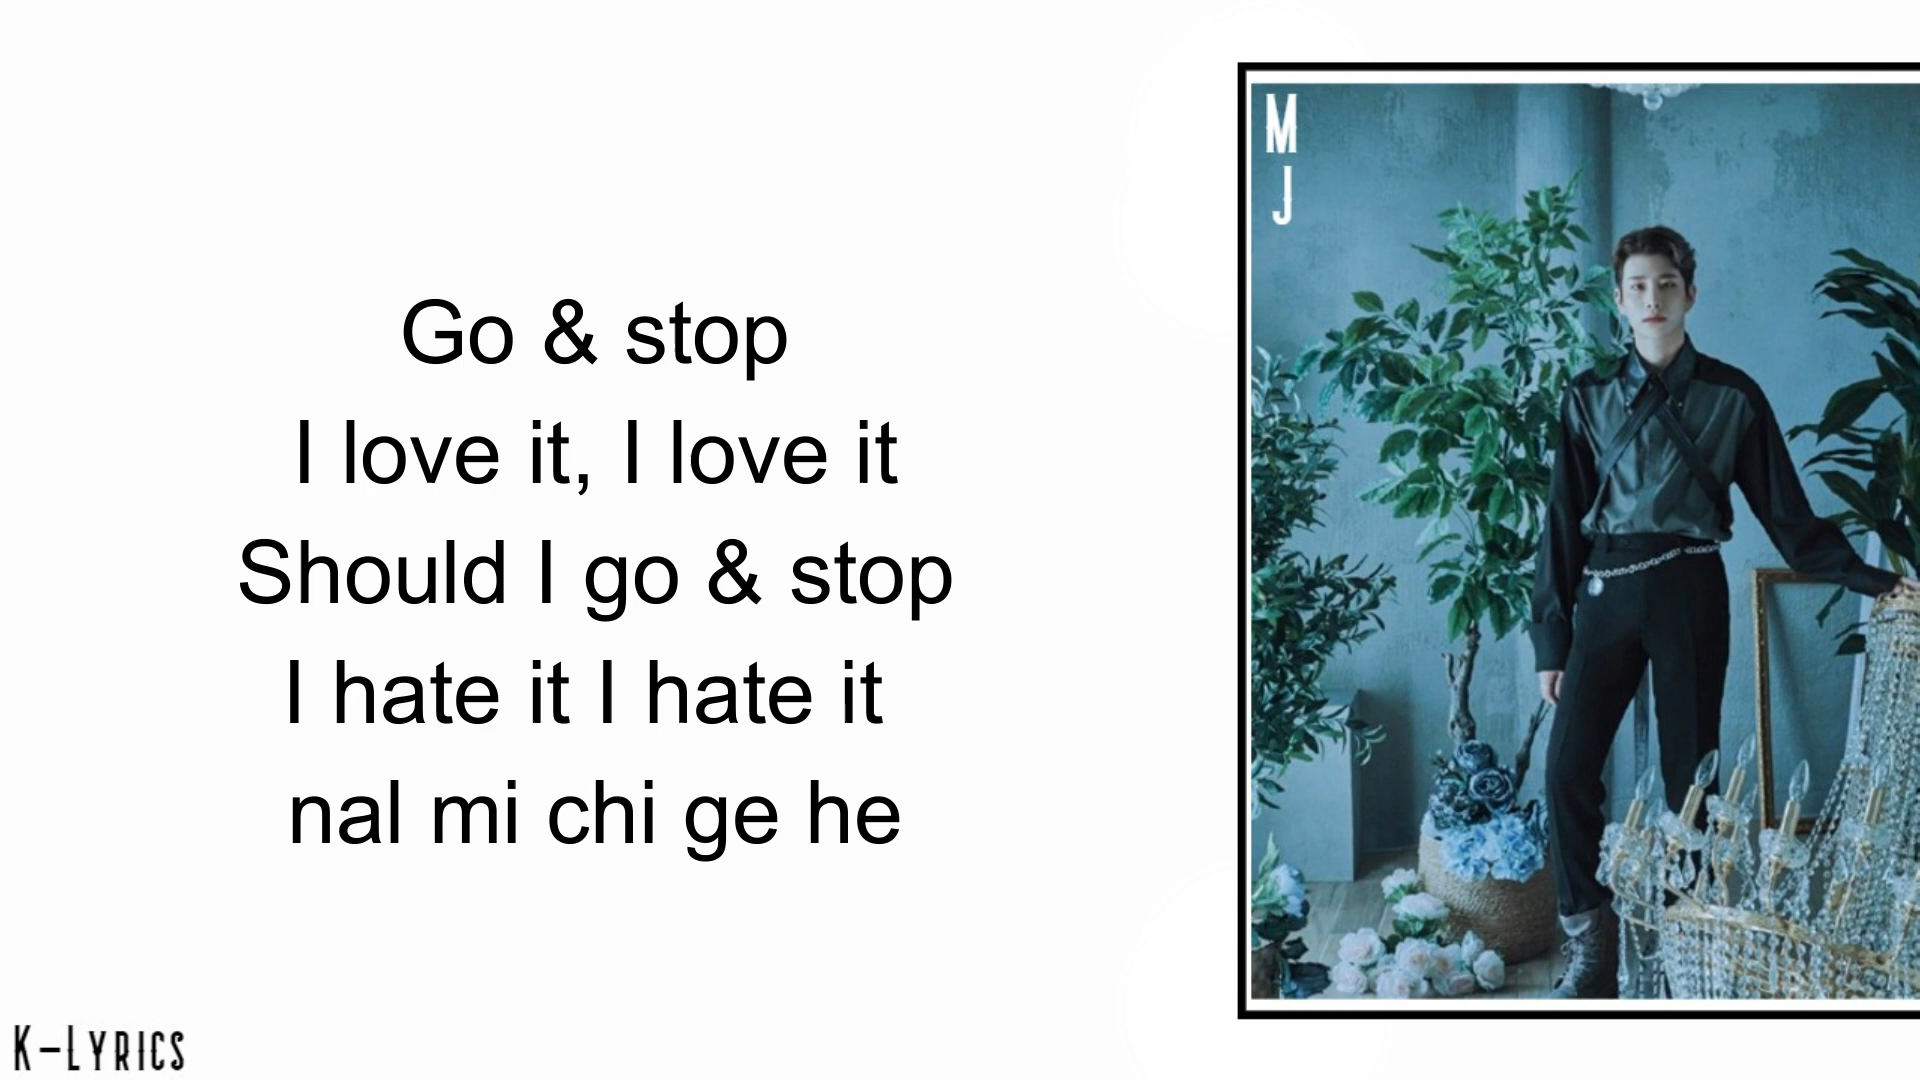 Go & stop
I love it, I love it
Should I go & stop
I hate it I hate it
nal mi chi ge he
M
J
K-Lyrics